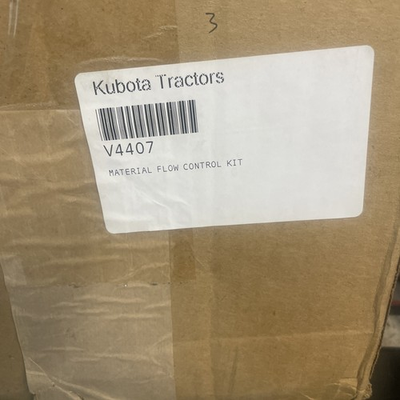 3
Kubota Tractors
V4407
MATERIAL FLOW CONTROL KIT